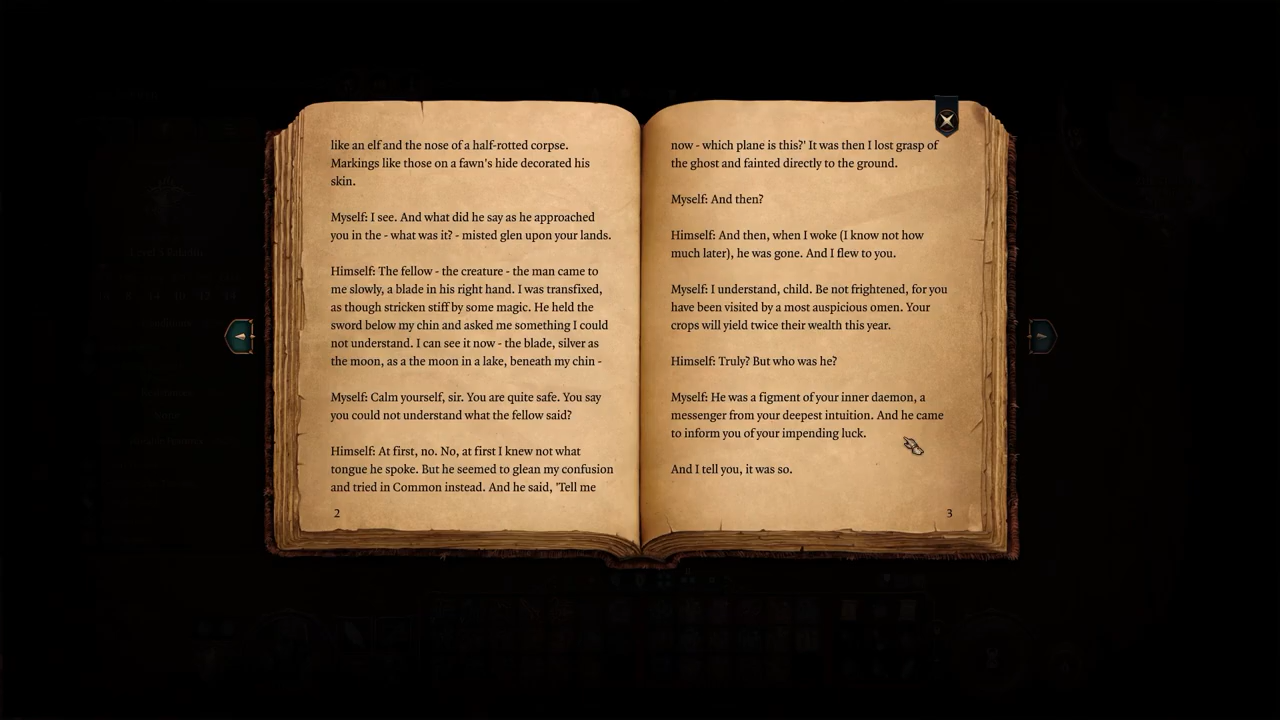 like an elf and the nose of a half-rotted corpse.
Markings like those on a fawn's hide decorated his
skin.
Myself: I see. And what did he say as he approached
you in the - what was it? - misted glen upon your lands.
Himself: The fellow - the creature - the man came to
me slowly, a blade in his right hand. I was transfixed,
as though stricken stiff by some magic. He held the
sword below my chin and asked me something I could
not understand. I can see it now - the blade, silver as
the moon, as a the moon in a lake, beneath my chin -
Myself: Calm yourself, sir. You are quite safe. You say
you could not understand what the fellow said?
Himself: At first, no. No, at first I knew not what
tongue he spoke. But he seemed to glean my confusion
and tried in Common instead. And he said, 'Tell me
2
now - which plane is this?' It was then I lost grasp of
the ghost and fainted directly to the ground.
Myself: And then?
Himself: And then, when I woke (I know not how
much later), he was gone. And I flew to you.
Myself: I understand, child. Be not frightened, for you
have been visited by a most auspicious omen. Your
crops will yield twice their wealth this year.
Himself: Truly? But who was he?
Myself: He was a figment of your inner daemon, a
messenger from your deepest intuition. And he came
to inform you of your impending luck.
And I tell you, it was so.
3